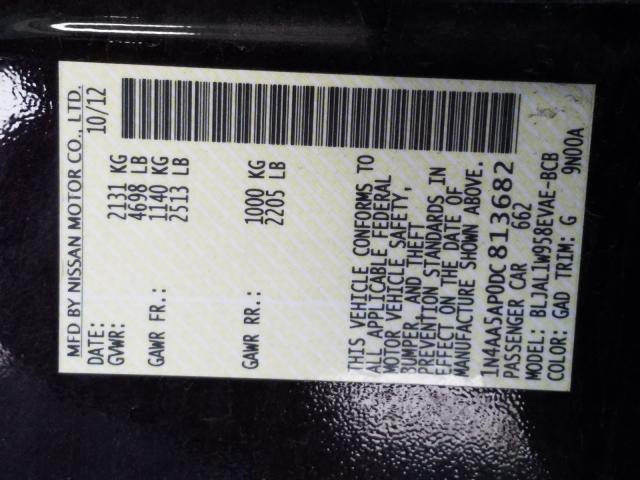 MFD BY NISSAN MOTOR CO., LTD.
DATE: 10/12
GVWR: 2131 KG
4698 LB
GAWR FR.: 1140 KG
2513 LB
GAWR RR.: 1000 KG
2205 LB
THIS VEHICLE CONFORMS TO
ALL APPLICABLE FEDERAL
MOTOR VEHICLE SAFETY,
BUMPER, AND THEFT
PREVENTION STANDARDS IN
EFFECT ON THE DATE OF
MANUFACTURE SHOWN ABOVE.
1N4AA5AP0DC813682
PASSENGER CAR 662
MODEL: BLJAL1W958EVAE-BCB
COLOR: GAD TRIM: G 9N00A